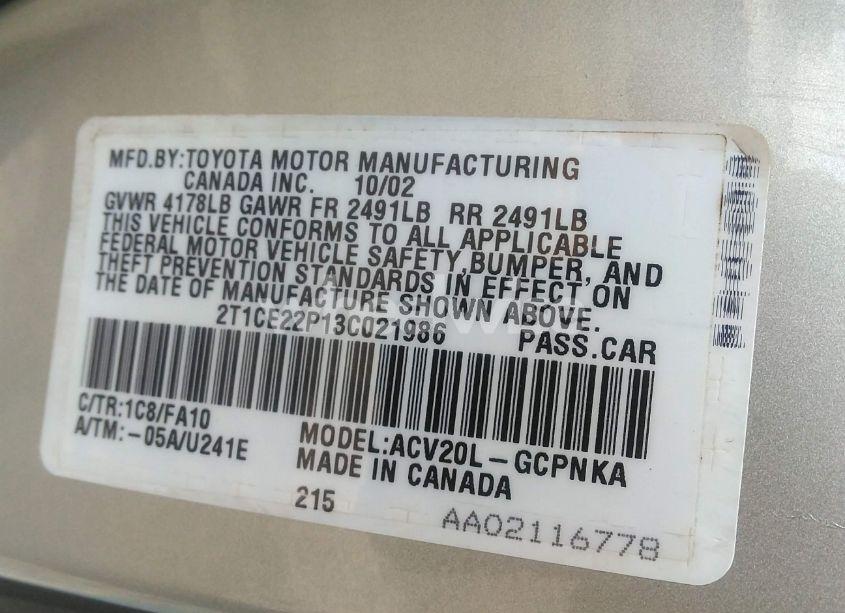 MFD.BY:TOYOTA MOTOR MANUFACTURING
CANADA INC. 10/02
GVWR 4178LB GAWR FR 2491LB RR 2491LB
THIS VEHICLE CONFORMS TO ALL APPLICABLE
FEDERAL MOTOR VEHICLE SAFETY, BUMPER, AND
THEFT PREVENTION STANDARDS IN EFFECT ON
THE DATE OF MANUFACTURE SHOWN ABOVE.
2T1CE22P13C021986 PASS.CAR
C/TR:1C8/FA10
A/TM:-05A/U241E
MODEL:ACV20L-GCPNKA
MADE IN CANADA
215
AA02116778